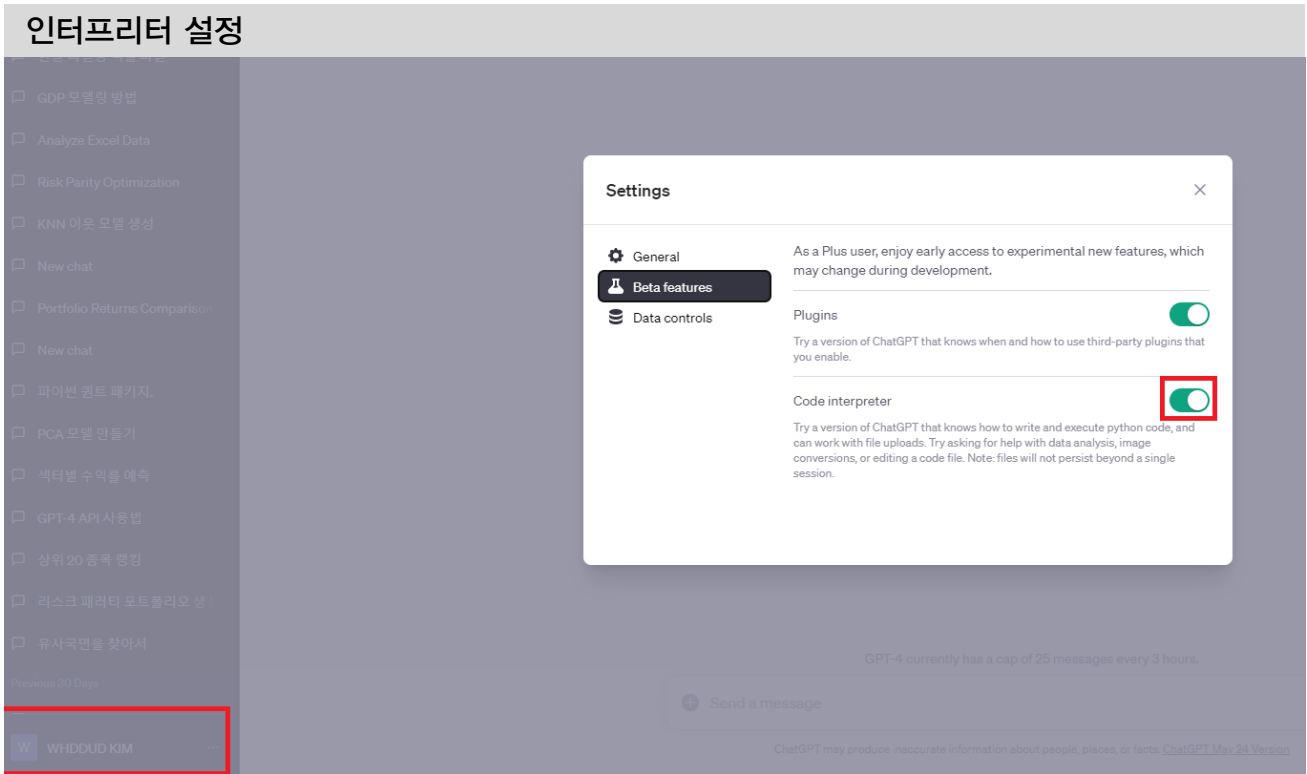 인터프리터 설정
GDP 모델링 방법
Analyze Excel Data
Risk Parity Optimization
KNN 이웃 모델 생성
New chat
Portfolio Returns Comparison
New chat
파이썬 퀀트 패키지.
PCA 모델 만들기
섹터별 수익률 예측
GPT-4 API 사용법
상위 20 종목 랭킹
리스크 패러티 포트폴리오 생
유사국면을 찾아서
Previous 30 Days
W WHDDUD KIM ...
Settings
General
Beta features
Data controls
As a Plus user, enjoy early access to experimental new features, which
may change during development.
Plugins
Try a version of ChatGPT that knows when and how to use third-party plugins that
you enable.
Code interpreter
Try a version of ChatGPT that knows how to write and execute python code, and
can work with file uploads. Try asking for help with data analysis, image
conversions, or editing a code file. Note: files will not persist beyond a single
session.
GPT-4 currently has a cap of 25 messages every 3 hours.
Send a message
ChatGPT may produce inaccurate information about people, places, or facts. ChatGPT May 24 Version